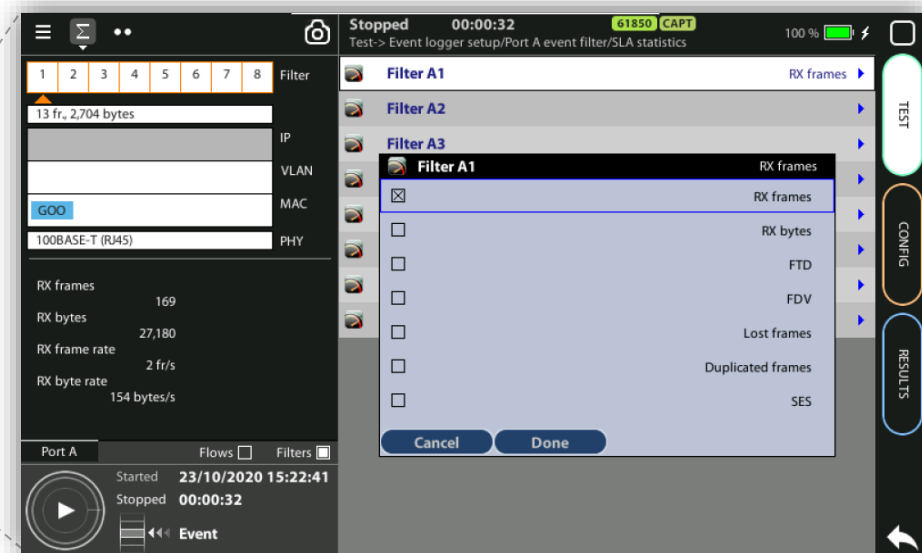 Stopped 00:00:32 61850 CAPT 100 %
Test-> Event logger setup/Port A event filter/SLA statistics
Σ
1 2 3 4 5 6 7 8 Filter
13 fr., 2,704 bytes
IP
VLAN
GOO MAC
100BASE-T (RJ45) PHY
RX frames
169
RX bytes
27,180
RX frame rate
2 fr/s
RX byte rate
154 bytes/s
Port A Flows Filters
Started 23/10/2020 15:22:41
Stopped 00:00:32
Event
Filter A1 RX frames
Filter A2
Filter A3
Filter A1 RX frames
RX frames
RX bytes
FTD
FDV
Lost frames
Duplicated frames
SES
Cancel Done
TEST
CONFIG
RESULTS